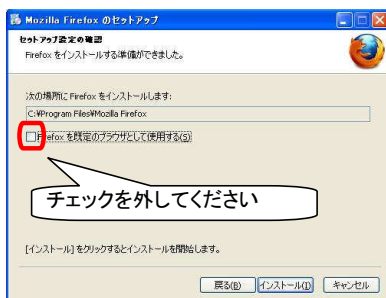 Mozilla Firefox のセットアップ
セットアップ設定の確認
Firefox をインストールする準備ができました。
次の場所に Firefox をインストールします:
C:¥Program Files¥Mozilla Firefox
Firefox を既定のブラウザとして使用する(S)
チェックを外してください
[インストール] をクリックするとインストールを開始します。
戻る(B) インストール(I) キャンセル